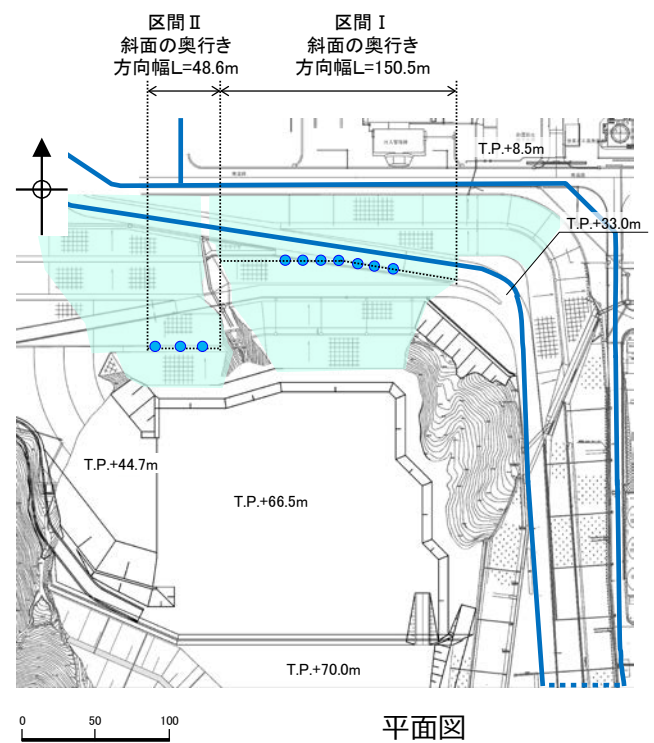 区間Ⅱ
斜面の奥行き
方向幅L=48.6m
区間Ⅰ
斜面の奥行き
方向幅L=150.5m
T.P.+8.5m
T.P.+33.0m
T.P.+44.7m
T.P.+66.5m
T.P.+70.0m
0 50 100
平面図